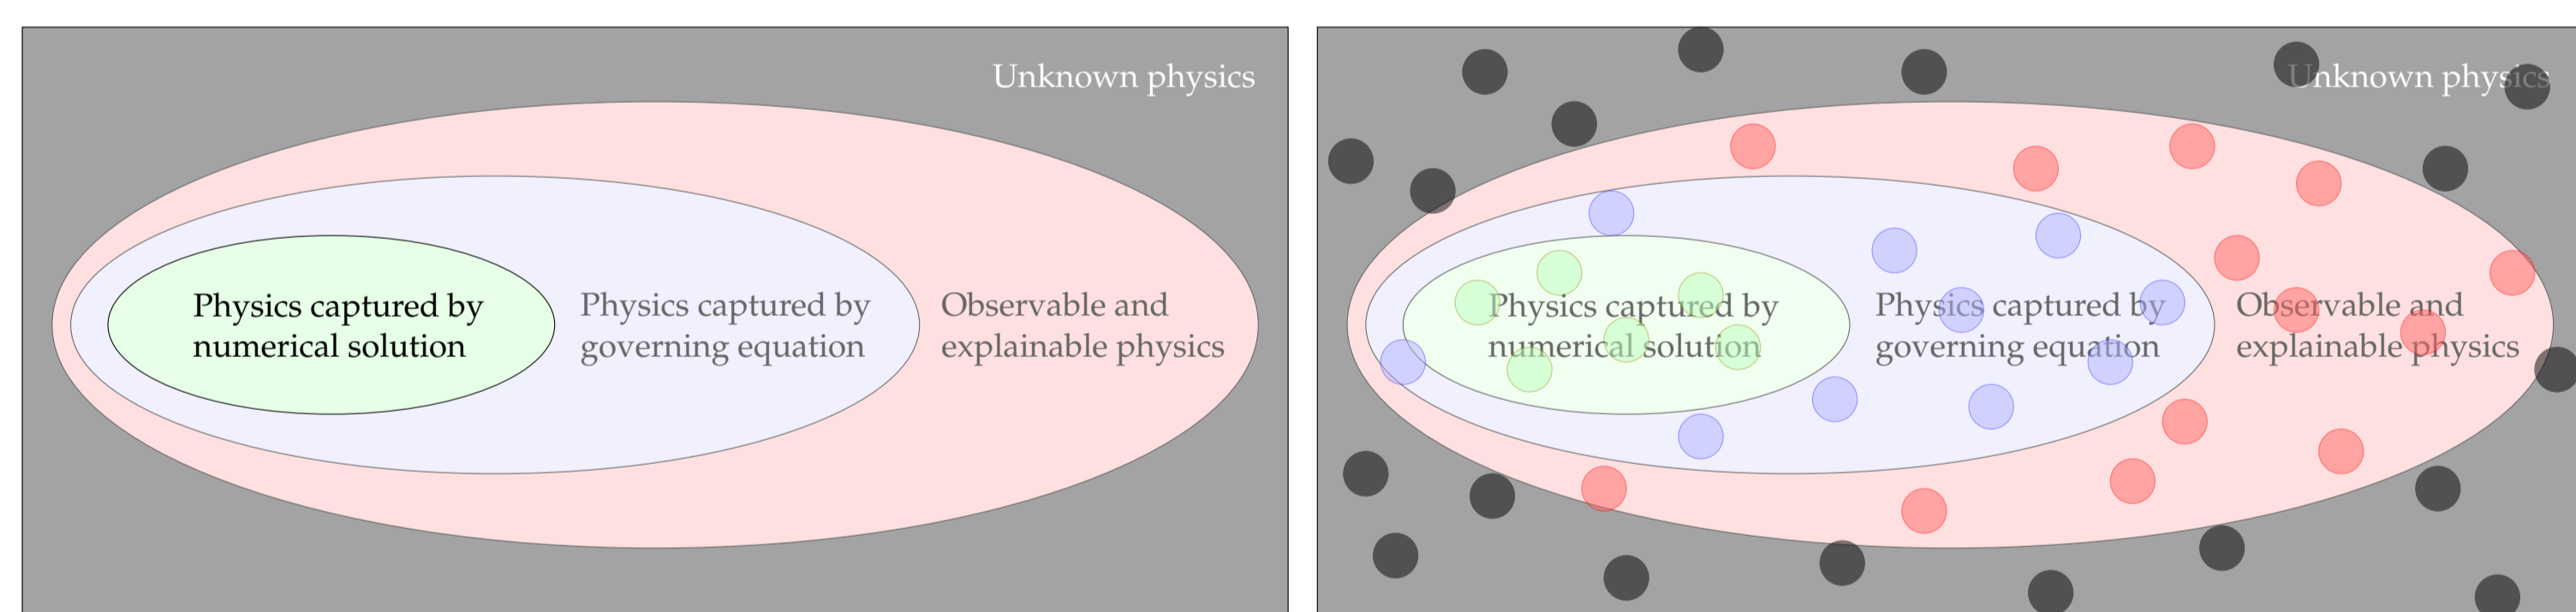 Unknown physics
Physics captured by
numerical solution
Physics captured by
governing equation
Observable and
explainable physics
Unknown physics
Physics captured by
numerical solution
Physics captured by
governing equation
Observable and
explainable physics